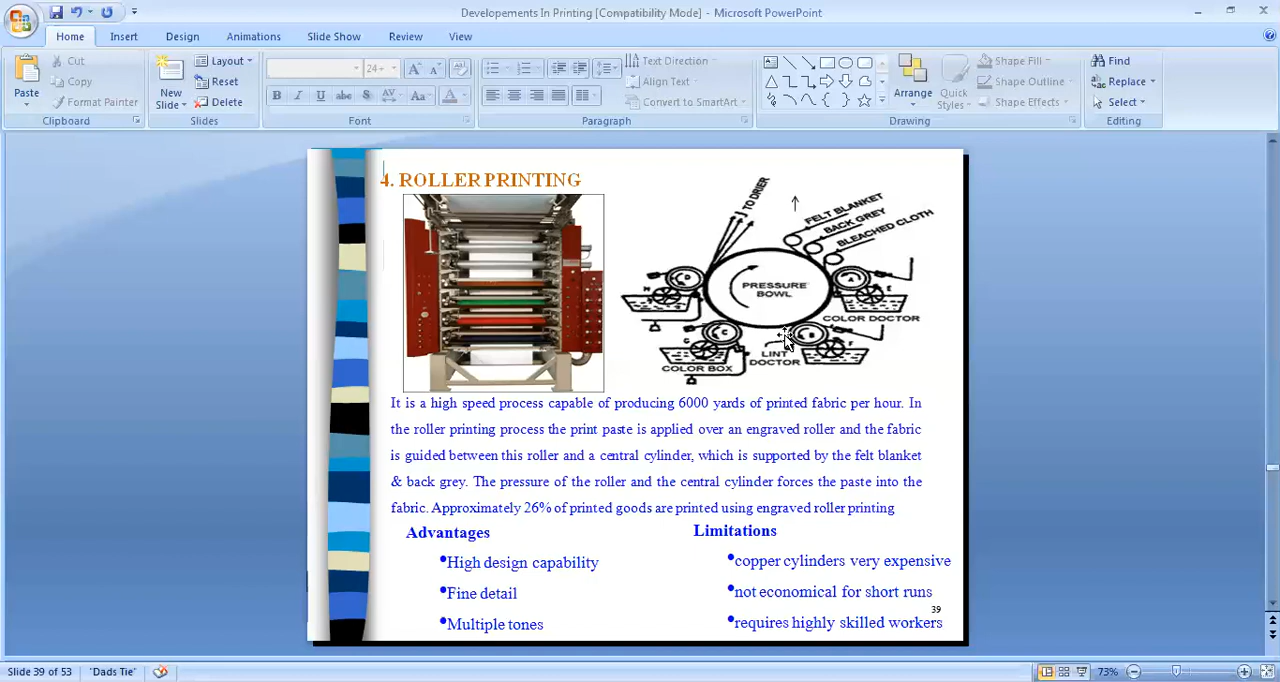 Developements In Printing [Compatibility Mode] - Microsoft PowerPoint
Home Insert Design Animations Slide Show Review View
Paste
Cut
Copy
Format Painter
Clipboard
New
Slide
Layout
Reset
Delete
Slides
24
B I U abc S AV Aa A
Font
Text Direction
Align Text
Convert to SmartArt
Paragraph
Arrange
Quick
Styles
Shape Fill
Shape Outline
Shape Effects
Drawing
Find
Replace
Select
Editing
4. ROLLER PRINTING
TO DRIER
FELT BLANKET
BACK GREY
BLEACHED CLOTH
PRESSURE
BOWL
D
A
H
E
C
B
G
F
COLOR DOCTOR
LINT
DOCTOR
COLOR BOX
It is a high speed process capable of producing 6000 yards of printed fabric per hour. In
the roller printing process the print paste is applied over an engraved roller and the fabric
is guided between this roller and a central cylinder, which is supported by the felt blanket
& back grey. The pressure of the roller and the central cylinder forces the paste into the
fabric. Approximately 26% of printed goods are printed using engraved roller printing
Advantages
•High design capability
•Fine detail
•Multiple tones
Limitations
•copper cylinders very expensive
•not economical for short runs
•requires highly skilled workers
39
Slide 39 of 53 "Dads Tie" 73%